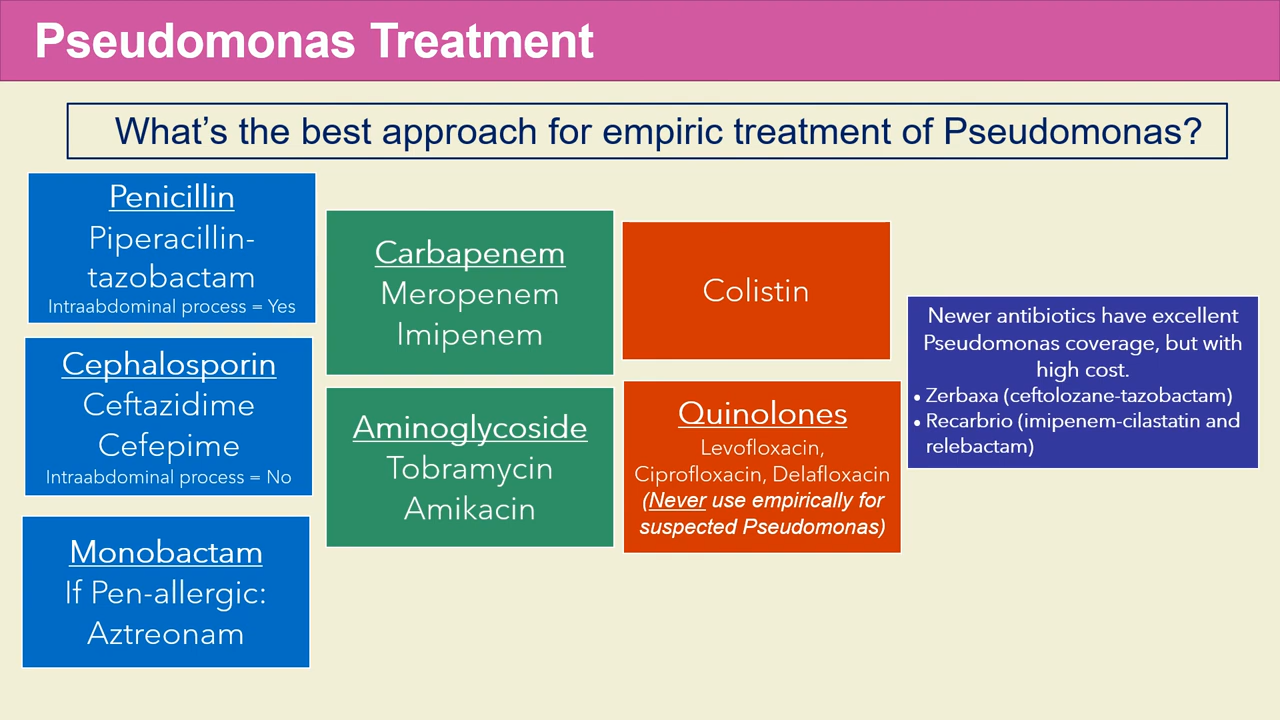 Pseudomonas Treatment
What's the best approach for empiric treatment of Pseudomonas?
Penicillin
Piperacillin-
tazobactam
Intraabdominal process = Yes
Cephalosporin
Ceftazidime
Cefepime
Intraabdominal process = No
Monobactam
If Pen-allergic:
Aztreonam
Carbapenem
Meropenem
Imipenem
Aminoglycoside
Tobramycin
Amikacin
Colistin
Quinolones
Levofloxacin,
Ciprofloxacin, Delafloxacin
(Never use empirically for
suspected Pseudomonas)
Newer antibiotics have excellent
Pseudomonas coverage, but with
high cost.
• Zerbaxa (ceftolozane-tazobactam)
• Recarbrio (imipenem-cilastatin and
relebactam)